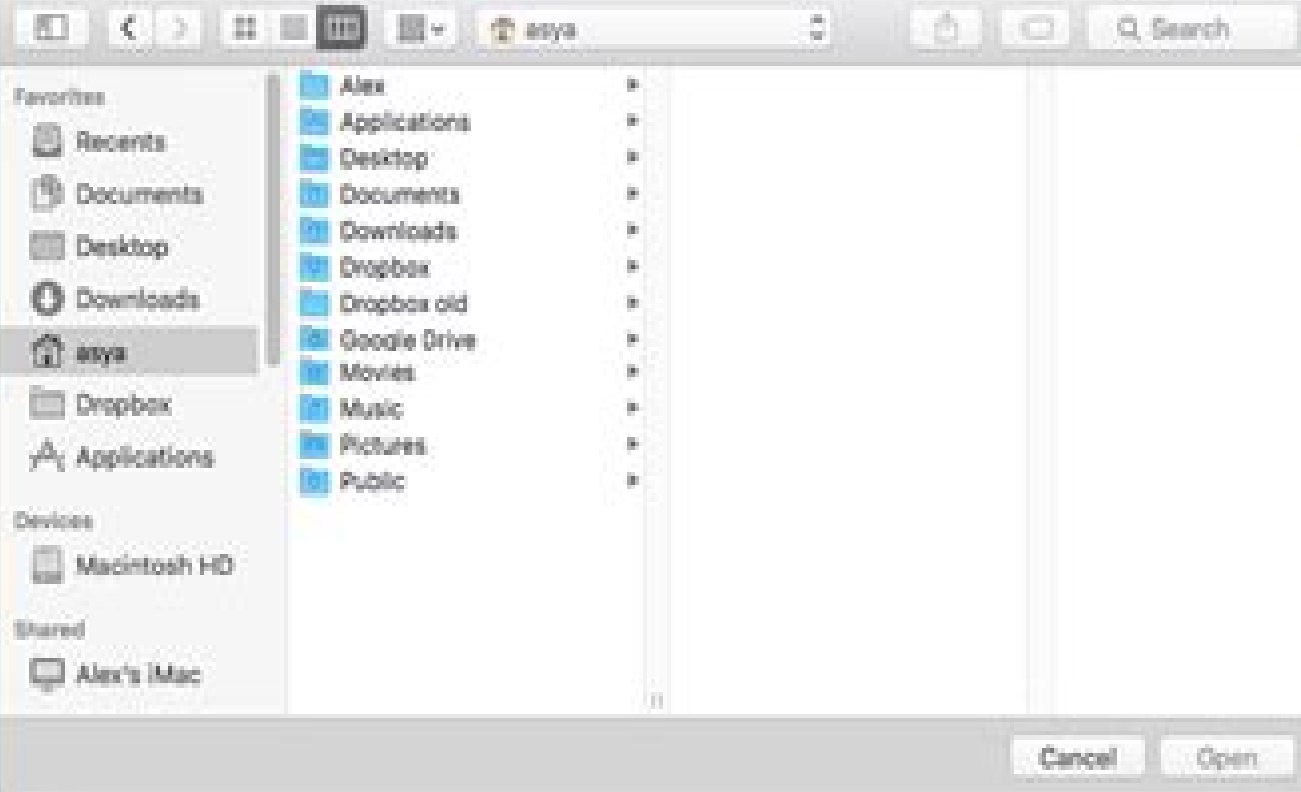 asya
Search
Favorites
Recents
Documents
Desktop
Downloads
asya
Dropbox
Applications
Devices
Macintosh HD
Shared
Alex's iMac
Alex
Applications
Desktop
Documents
Downloads
Dropbox
Dropbox old
Google Drive
Movies
Music
Pictures
Public
Cancel
Open